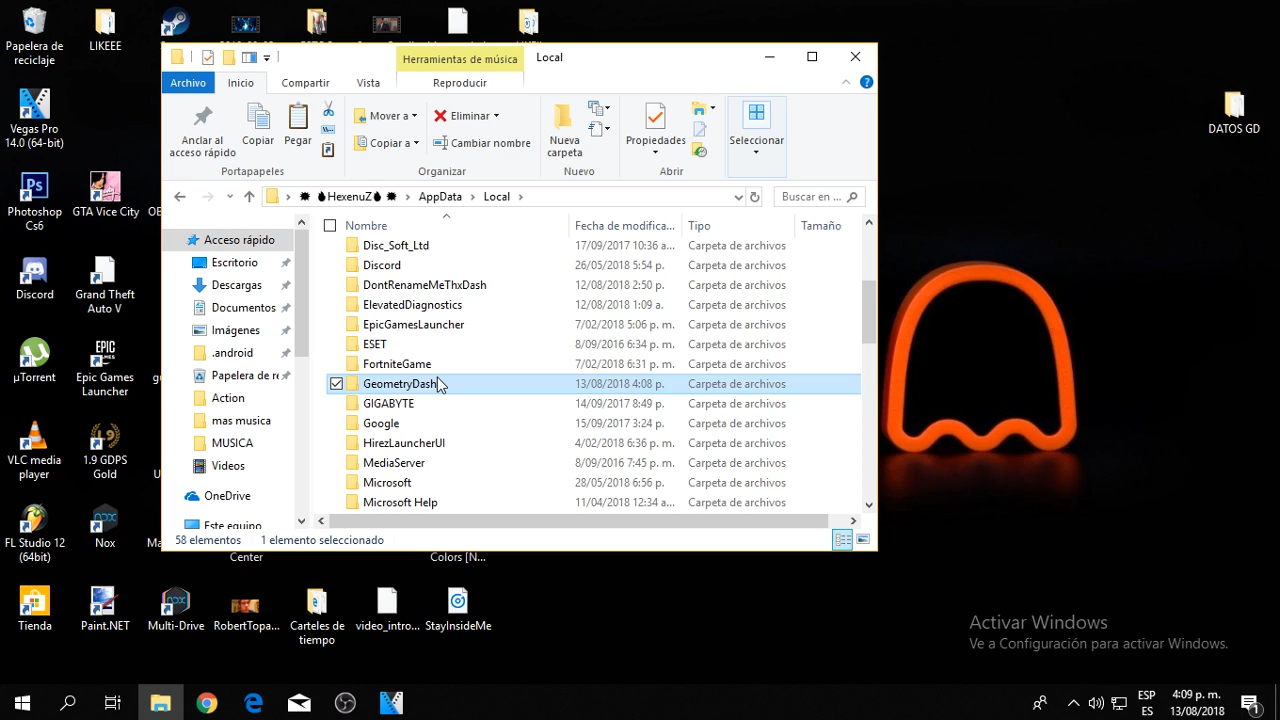 Papelera de
reciclaje
LIKEEE
Vegas Pro
14.0 (64-bit)
Photoshop
Cs6
GTA Vice City
Discord
Grand Theft
Auto V
µTorrent
Epic Games
Launcher
VLC media
player
1.9 GDPS
Gold
FL Studio 12
(64bit)
Nox
Tienda
Paint.NET
Multi-Drive
RobertTopa...
Carteles de
tiempo
video_intro...
StayInsideMe
Center
Colors [N...
DATOS GD
Herramientas de música
Local
Archivo
Inicio
Compartir
Vista
Reproducir
Anclar al
acceso rápido
Copiar
Pegar
Mover a
Copiar a
Eliminar
Cambiar nombre
Nueva
carpeta
Propiedades
Seleccionar
Portapapeles
Organizar
Nuevo
Abrir
HexenuZ
AppData
Local
Buscar en ...
Nombre
Fecha de modifica...
Tipo
Tamaño
Acceso rápido
Escritorio
Descargas
Documentos
Imágenes
.android
Papelera de re
Action
mas musica
MUSICA
Videos
OneDrive
Este equipo
Disc_Soft_Ltd 17/09/2017 10:36 a... Carpeta de archivos
Discord 26/05/2018 5:54 p. Carpeta de archivos
DontRenameMeThxDash 12/08/2018 2:50 p. Carpeta de archivos
ElevatedDiagnostics 12/08/2018 1:09 a. Carpeta de archivos
EpicGamesLauncher 7/02/2018 5:06 p. m. Carpeta de archivos
ESET 8/09/2016 6:34 p. m. Carpeta de archivos
FortniteGame 7/02/2018 6:31 p. m. Carpeta de archivos
GeometryDash 13/08/2018 4:08 p. Carpeta de archivos
GIGABYTE 14/09/2017 8:49 p. Carpeta de archivos
Google 15/09/2017 3:24 p. Carpeta de archivos
HirezLauncherUI 4/02/2018 6:36 p. m. Carpeta de archivos
MediaServer 8/09/2016 7:45 p. m. Carpeta de archivos
Microsoft 28/05/2018 6:56 p. Carpeta de archivos
Microsoft Help 11/04/2018 12:34 a... Carpeta de archivos
58 elementos
1 elemento seleccionado
Activar Windows
Ve a Configuración para activar Windows.
ESP
ES
4:09 p. m.
13/08/2018
1